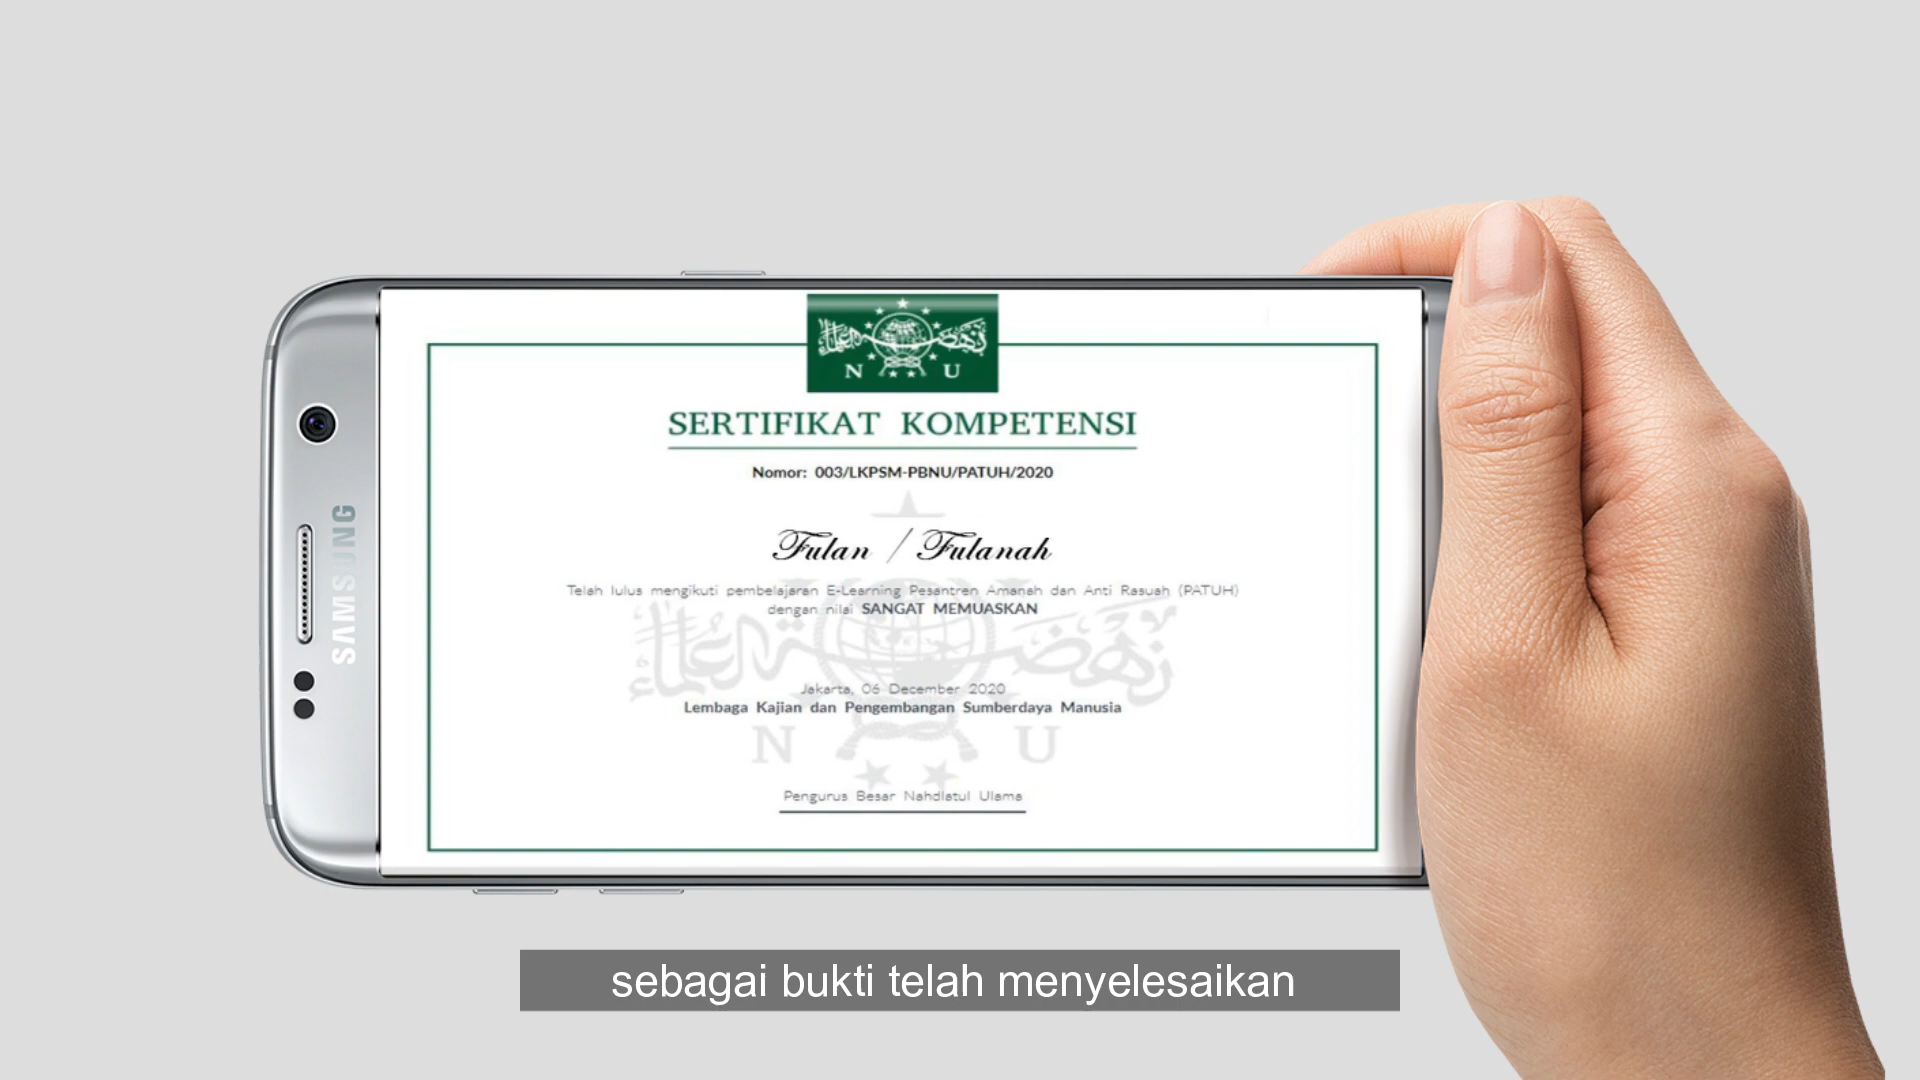 N U
SERTIFIKAT KOMPETENSI
Nomor: 003/LKPSM-PBNU/PATUH/2020
Fulan / Fulanah
Telah lulus mengikuti pembelajaran E-Learning Pesantren Amanah dan Anti Rasuah (PATUH)
dengan nilai SANGAT MEMUASKAN
Jakarta, 06 December 2020
Lembaga Kajian dan Pengembangan Sumberdaya Manusia
N U
Pengurus Besar Nahdlatul Ulama
SAMSUNG
sebagai bukti telah menyelesaikan